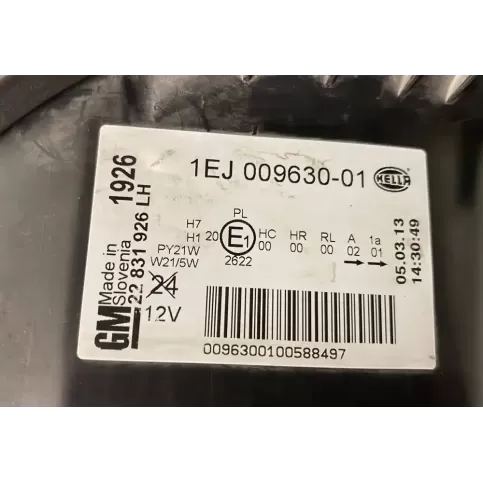 1EJ 009630-01
HELLA
GM
Made in
Slovenia
22 831 926 LH
1926
H7
H1
PY21W
W21/5W
24
12V
PL
20
E1
2622
HC
00
HR
00
RL
00
A
02
1a
01
05.03.13
14:30:49
0096300100588497